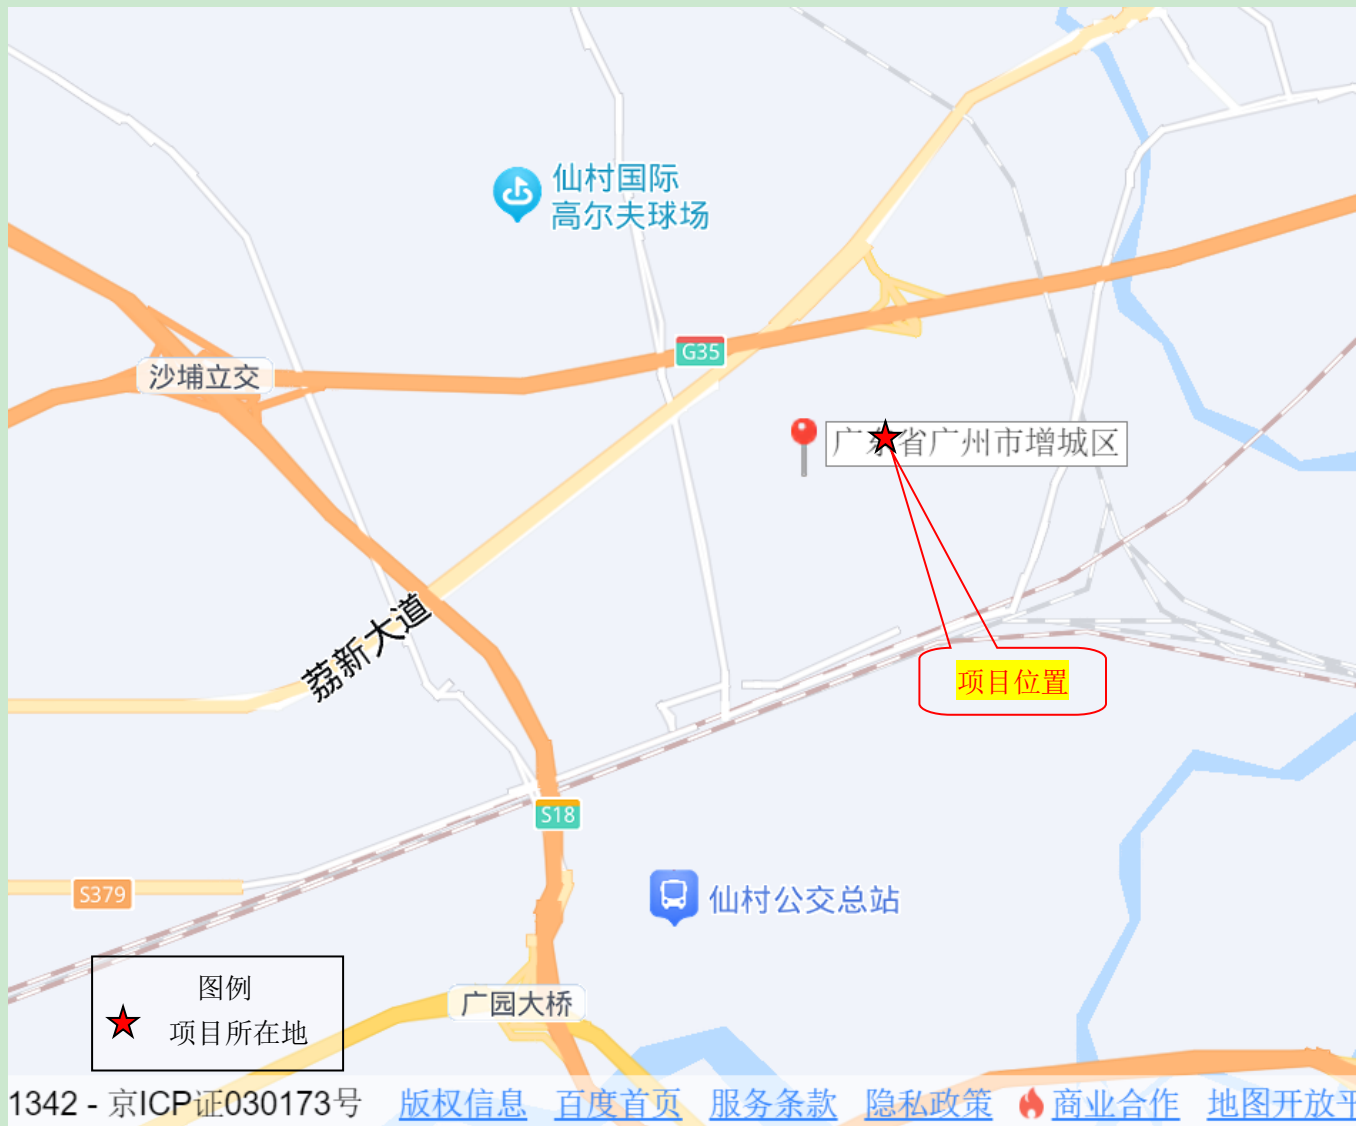 仙村国际
高尔夫球场
G35
沙埔立交
广东省广州市增城区
荔新大道
项目位置
S18
S379
仙村公交总站
图例
项目所在地
广园大桥
1342 - 京ICP证030173号 版权信息 百度首页 服务条款 隐私政策 商业合作 地图开放平